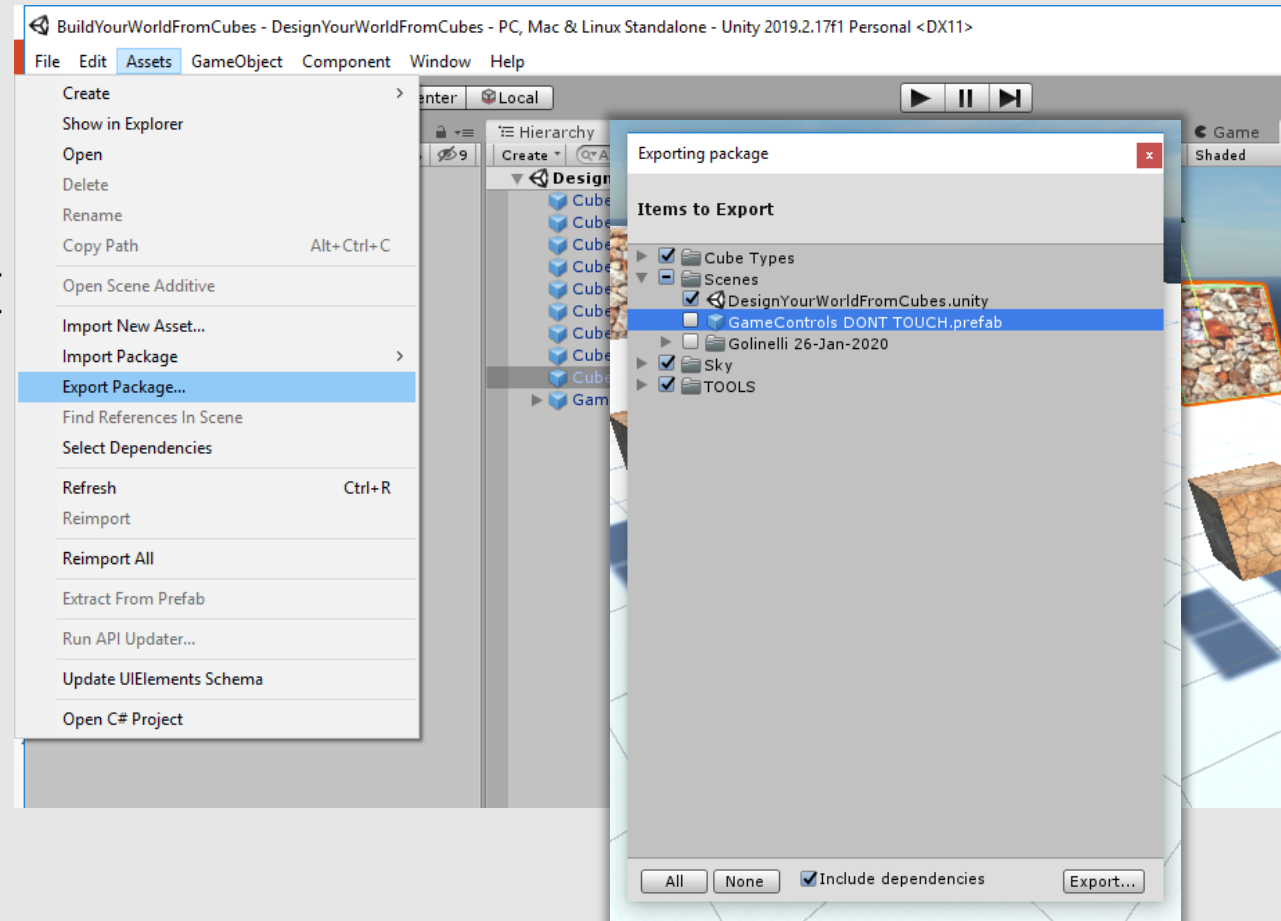 BuildYourWorldFromCubes - DesignYourWorldFromCubes - PC, Mac & Linux Standalone - Unity 2019.2.17f1 Personal <DX11>
File Edit Assets GameObject Component Window Help
Create
Show in Explorer
Open
Delete
Rename
Copy Path Alt+Ctrl+C
Open Scene Additive
Import New Asset...
Import Package
Export Package...
Find References In Scene
Select Dependencies
Refresh Ctrl+R
Reimport
Reimport All
Extract From Prefab
Run API Updater...
Update UIElements Schema
Open C# Project
Local
9
Hierarchy
Create
Design
Cube
Cube
Cube
Cube
Cube
Cube
Cube
Cube
Cube
Gam
Exporting package
x
Items to Export
Cube Types
Scenes
DesignYourWorldFromCubes.unity
GameControls DONT TOUCH.prefab
Golinelli 26-Jan-2020
Sky
TOOLS
All None Include dependencies Export...
Game
Shaded